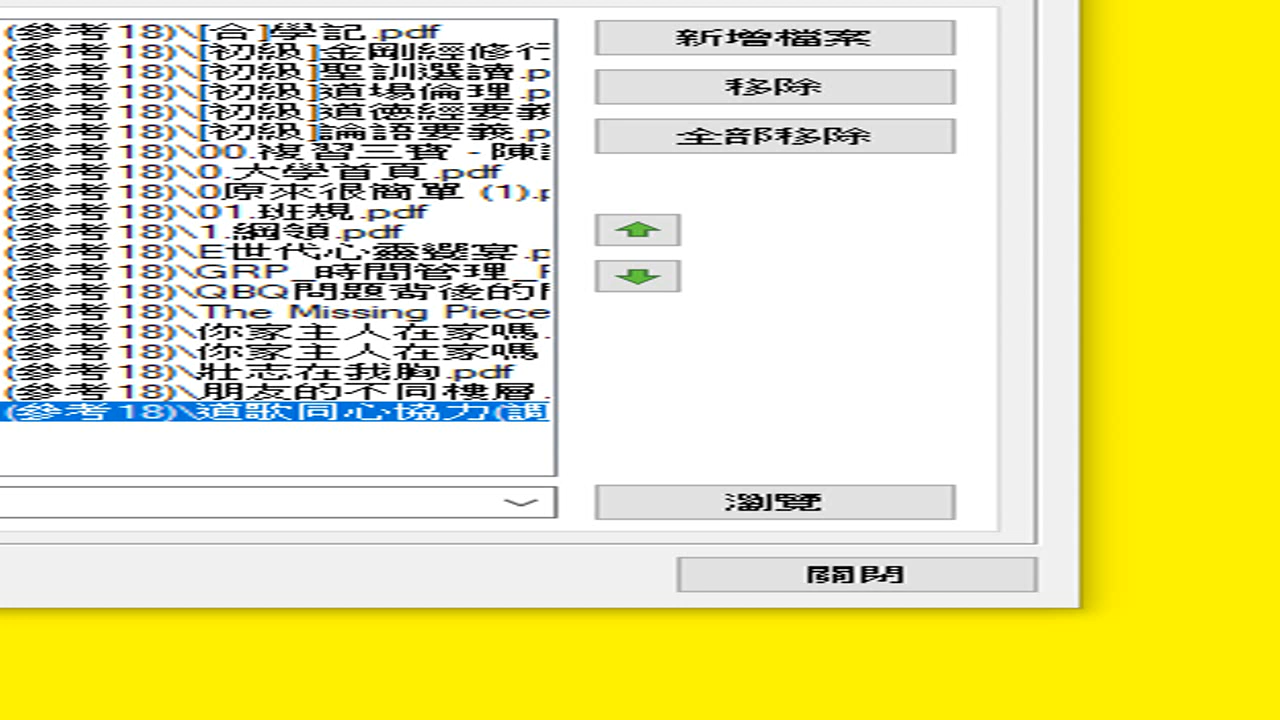 (參考18)\[合]學記.pdf
(參考18)\[初級]金剛經修行
(參考18)\[初級]聖訓選讀.p
(參考18)\[初級]道場倫理.p
(參考18)\[初級]道德經要義
(參考18)\[初級]論語要義.p
(參考18)\00.複習三寶 - 陳
(參考18)\0.大學首頁.pdf
(參考18)\0原來很簡單 (1).p
(參考18)\01.班規.pdf
(參考18)\1.綱領.pdf
(參考18)\E世代心靈饗宴.p
(參考18)\GRP_時間管理_
(參考18)\QBQ問題背後的
(參考18)\The Missing Piece
(參考18)\你家主人在家嗎.
(參考18)\你家主人在家嗎
(參考18)\壯志在我胸.pdf
(參考18)\朋友的不同樓層.
(參考18)\道歌同心協力(調
新增檔案
移除
全部移除
瀏覽
關閉